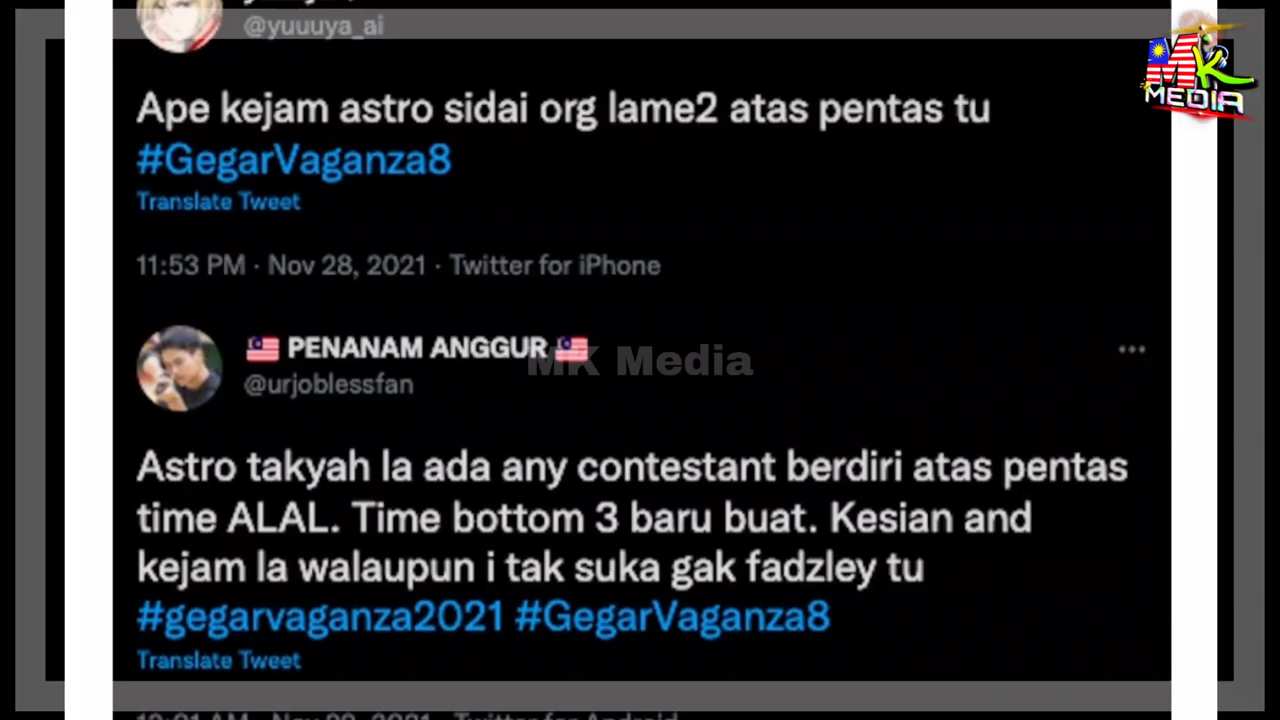 @yuuuya_ai
MK
MEDIA
Ape kejam astro sidai org lame2 atas pentas tu
#GegarVaganza8
Translate Tweet
11:53 PM · Nov 28, 2021 · Twitter for iPhone
PENANAM ANGGUR
@urjoblessfan
MK Media
Astro takyah la ada any contestant berdiri atas pentas
time ALAL. Time bottom 3 baru buat. Kesian and
kejam la walaupun i tak suka gak fadzley tu
#gegarvaganza2021 #GegarVaganza8
Translate Tweet